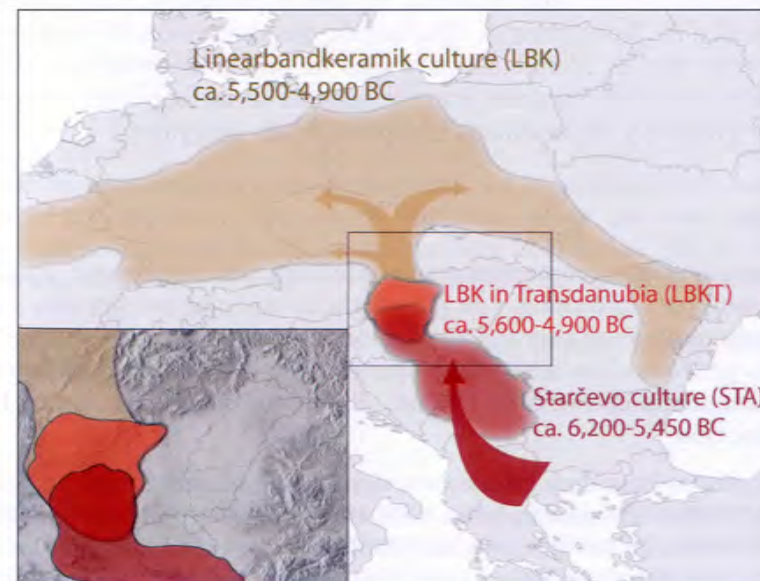 Linearbandkeramik culture (LBK)
ca. 5,500-4,900 BC
LBK in Transdanubia (LBKT)
ca. 5,600-4,900 BC
Starčevo culture (STA)
ca. 6,200-5,450 BC